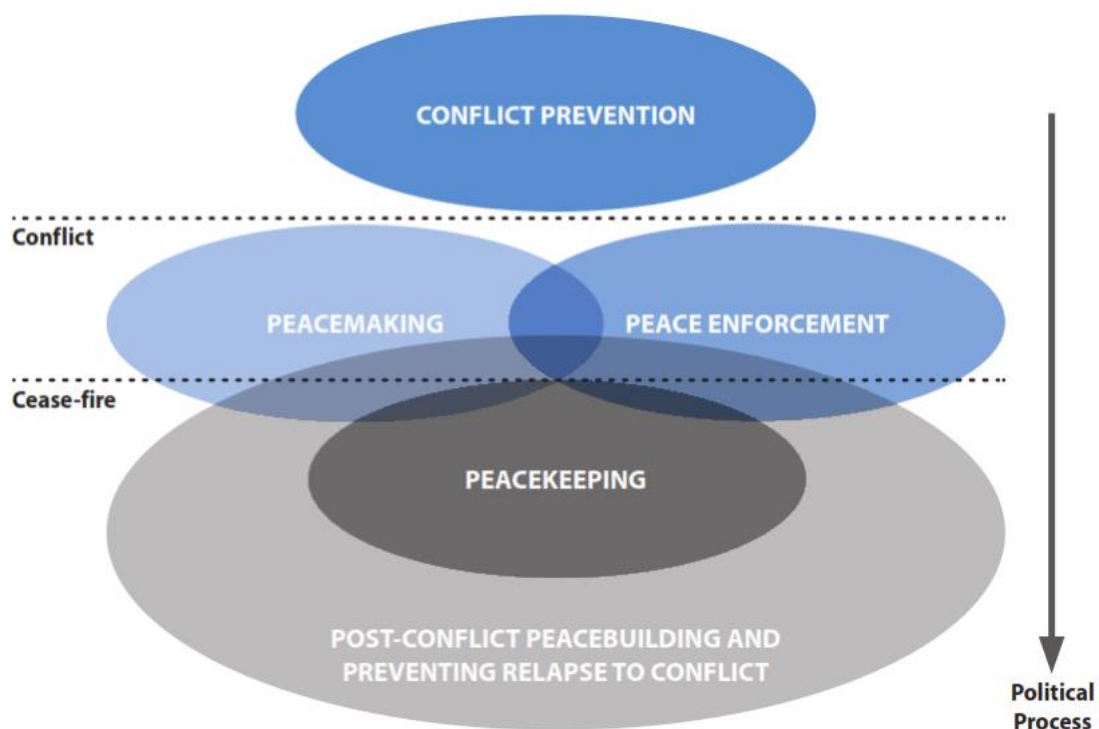 CONFLICT PREVENTION
Conflict
PEACEMAKING
PEACE ENFORCEMENT
Cease-fire
PEACEKEEPING
POST-CONFLICT PEACEBUILDING AND
PREVENTING RELAPSE TO CONFLICT
Political
Process